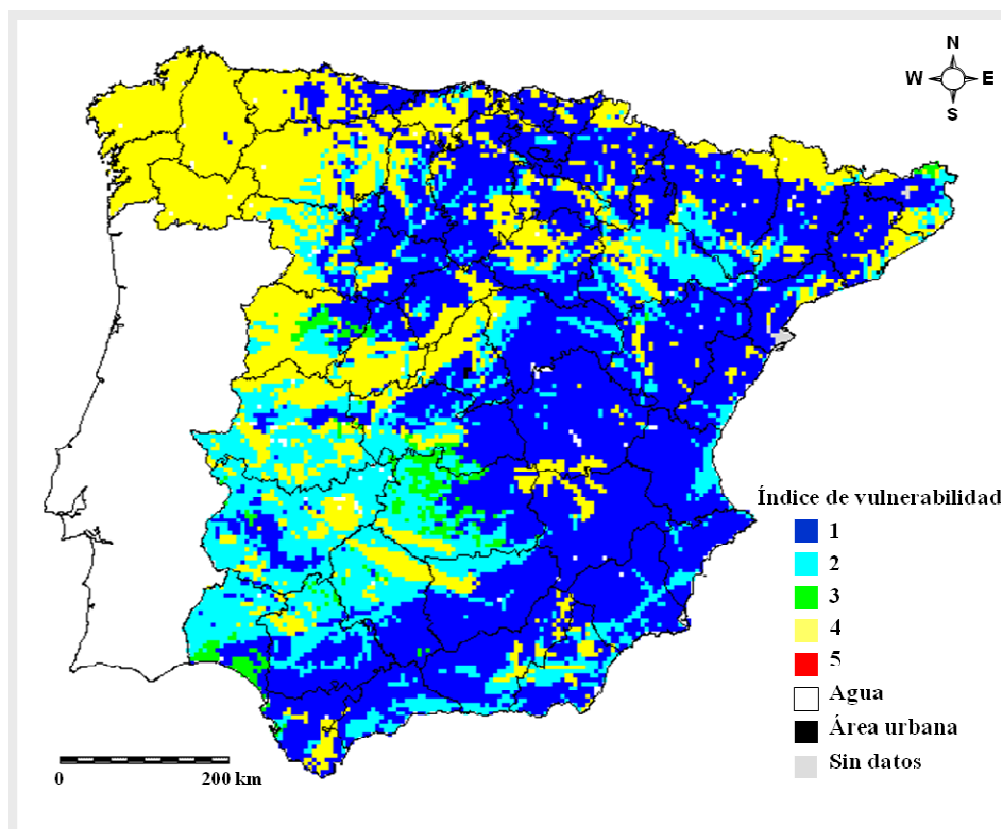 N
W E
S
Índice de vulnerabilidad
1
2
3
4
5
Agua
Área urbana
Sin datos
0 200 km